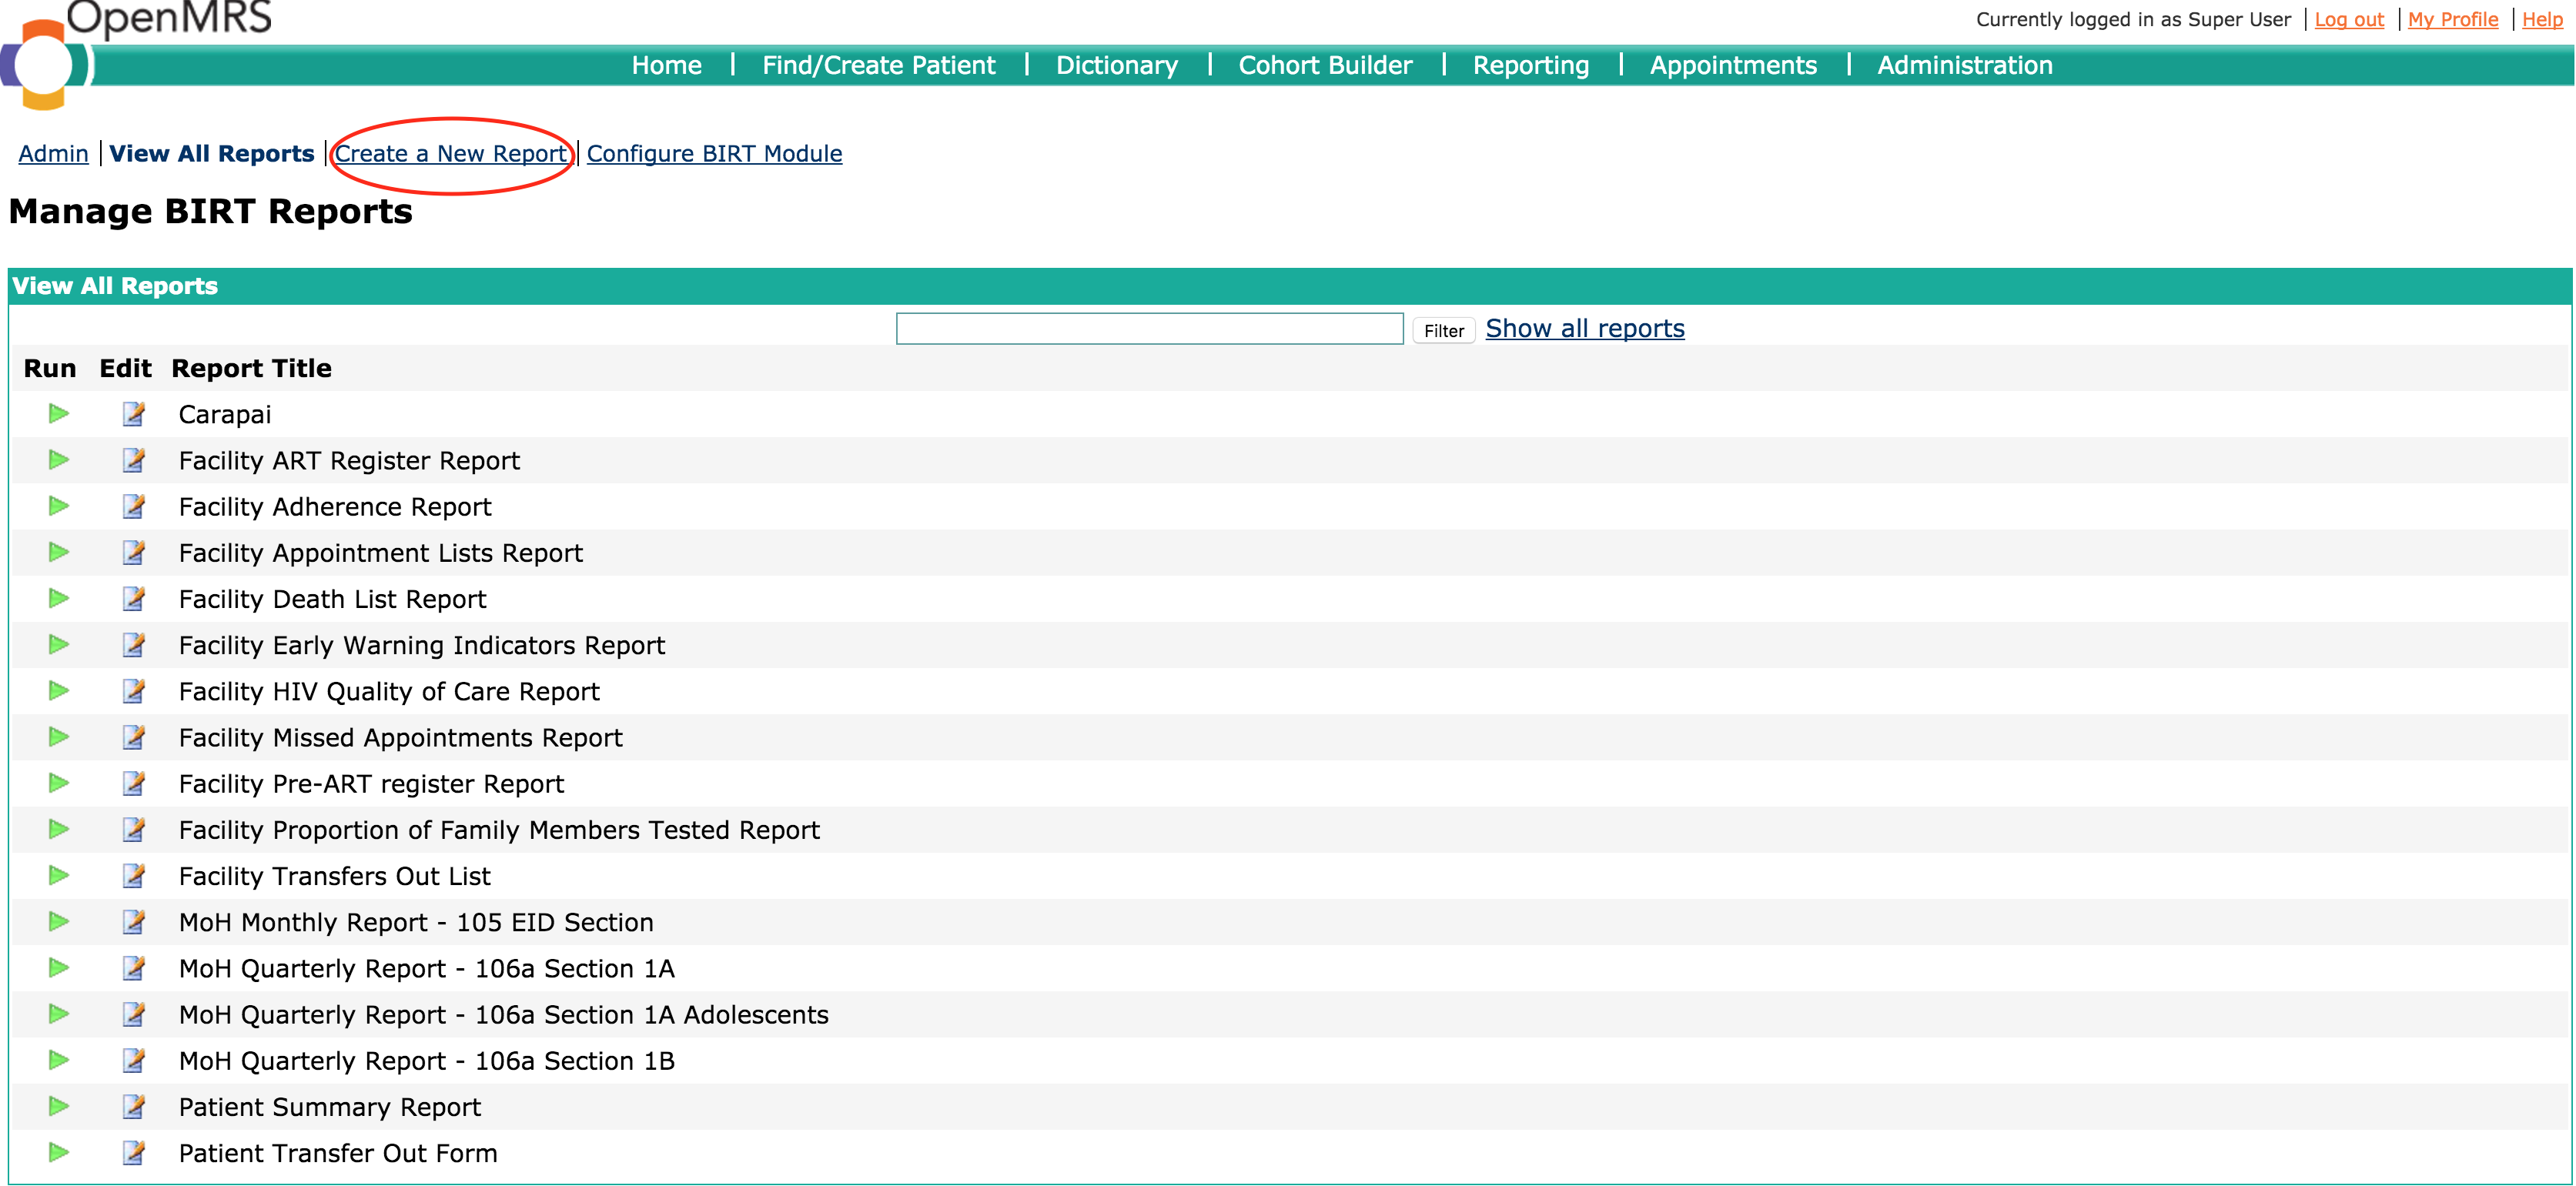 OpenMRS
Currently logged in as Super User | Log out | My Profile | Help
Home | Find/Create Patient | Dictionary | Cohort Builder | Reporting | Appointments | Administration
Admin | View All Reports | Create a New Report | Configure BIRT Module
Manage BIRT Reports
View All Reports
Filter Show all reports
Run Edit Report Title
Carapai
Facility ART Register Report
Facility Adherence Report
Facility Appointment Lists Report
Facility Death List Report
Facility Early Warning Indicators Report
Facility HIV Quality of Care Report
Facility Missed Appointments Report
Facility Pre-ART register Report
Facility Proportion of Family Members Tested Report
Facility Transfers Out List
MoH Monthly Report - 105 EID Section
MoH Quarterly Report - 106a Section 1A
MoH Quarterly Report - 106a Section 1A Adolescents
MoH Quarterly Report - 106a Section 1B
Patient Summary Report
Patient Transfer Out Form